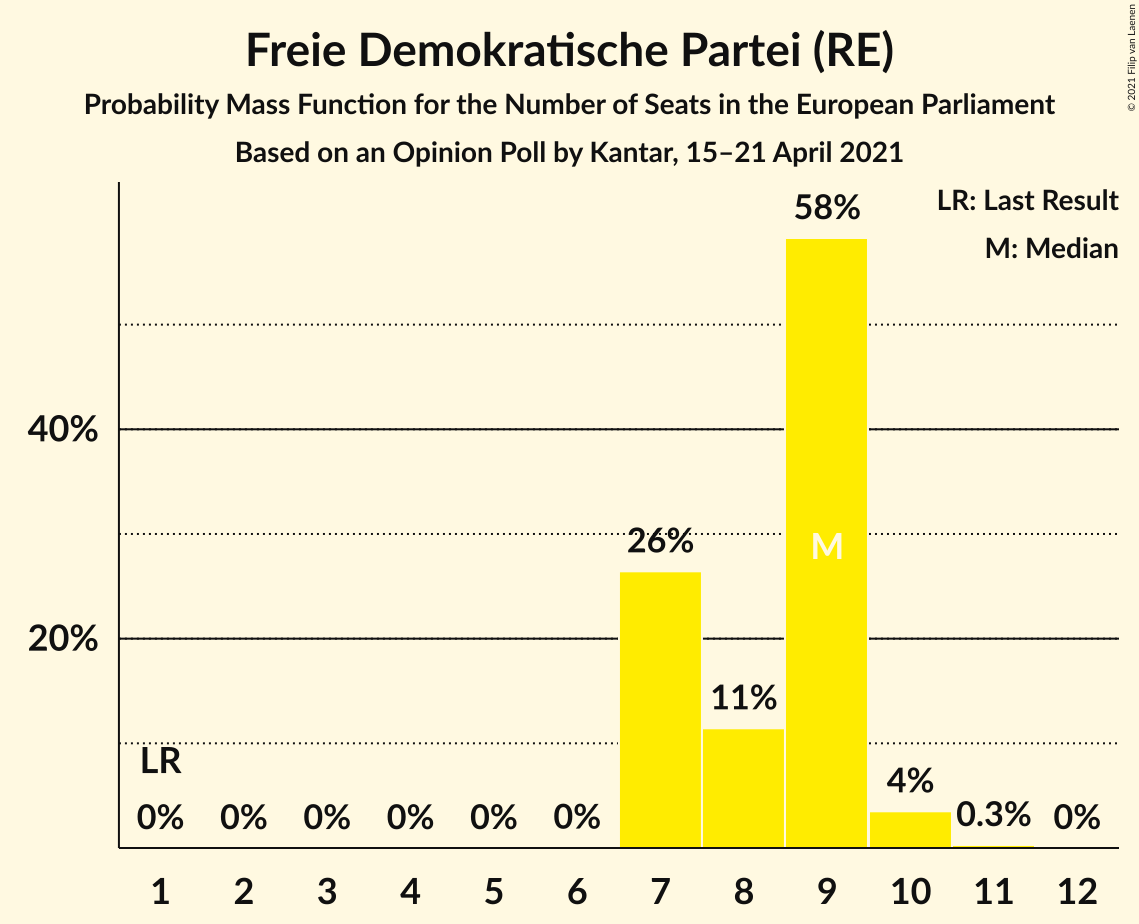 Freie Demokratische Partei (RE)
Probability Mass Function for the Number of Seats in the European Parliament
Based on an Opinion Poll by Kantar, 15–21 April 2021
© 2021 Filip van Laenen
LR: Last Result
M: Median
58%
40%
26%
M
20%
11%
LR
4%
0% 0% 0% 0% 0% 0% 0.3% 0%
1 2 3 4 5 6 7 8 9 10 11 12